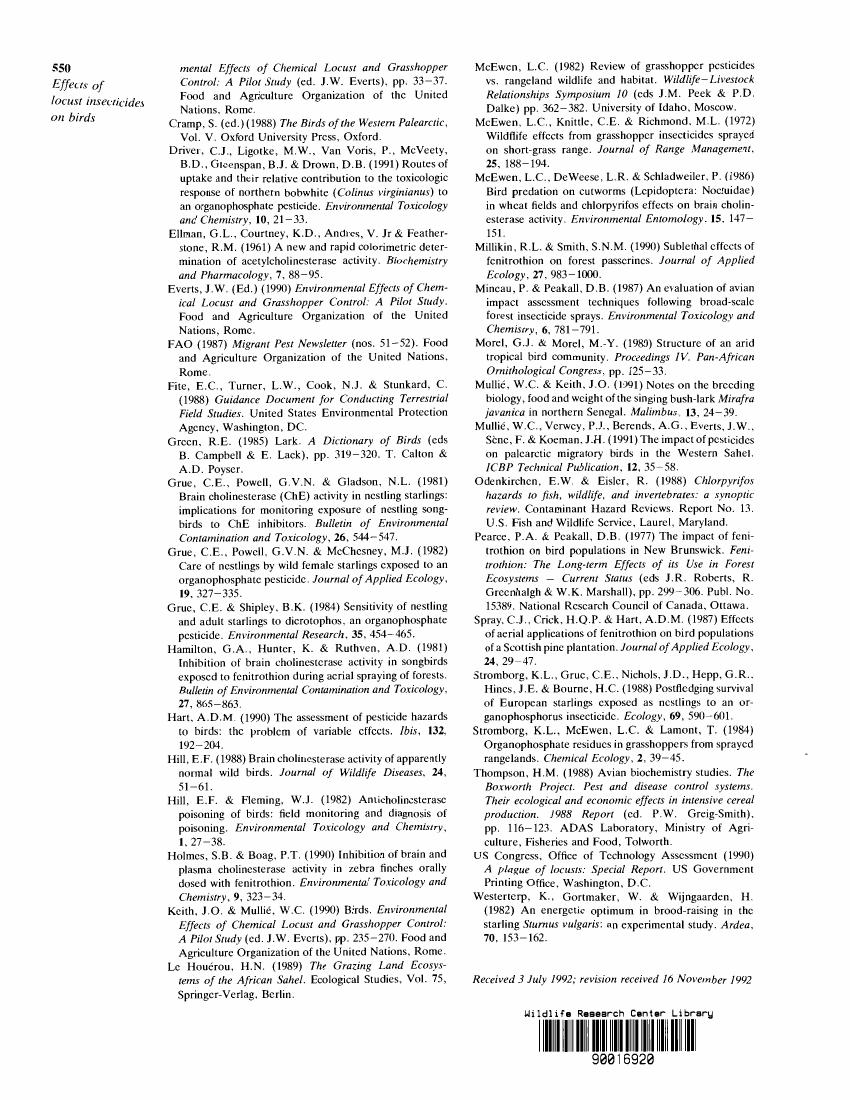 550
Effects of
locust insecticides
on birds
mental Effects of Chemical Locust and Grasshopper
Control: A Pilot Study (ed. J.W. Everts), pp. 33–37.
Food and Agriculture Organization of the United
Nations, Rome.
Cramp, S. (ed.) (1988) The Birds of the Western Palearctic,
Vol. V. Oxford University Press, Oxford.
Driver, C.J., Ligotke, M.W., Van Voris, P., McVeety,
B.D., Greenspan, B.J. & Drown, D.B. (1991) Routes of
uptake and their relative contribution to the toxicologic
response of northern bobwhite (Colinus virginianus) to
an organophosphate pesticide. Environmental Toxicology
and Chemistry, 10, 21–33.
Ellman, G.L., Courtney, K.D., Andres, V. Jr & Feather-
stone, R.M. (1961) A new and rapid colorimetric deter-
mination of acetylcholinesterase activity. Biochemistry
and Pharmacology, 7, 88–95.
Everts, J.W. (Ed.) (1990) Environmental Effects of Chem-
ical Locust and Grasshopper Control: A Pilot Study.
Food and Agriculture Organization of the United
Nations, Rome.
FAO (1987) Migrant Pest Newsletter (nos. 51–52). Food
and Agriculture Organization of the United Nations,
Rome.
Fite, E.C., Turner, L.W., Cook, N.J. & Stunkard, C.
(1988) Guidance Document for Conducting Terrestrial
Field Studies. United States Environmental Protection
Agency, Washington, DC.
Green, R.E. (1985) Lark. A Dictionary of Birds (eds
B. Campbell & E. Lack), pp. 319–320. T. Calton &
A.D. Poyser.
Grue, C.E., Powell, G.V.N. & Gladson, N.L. (1981)
Brain cholinesterase (ChE) activity in nestling starlings:
implications for monitoring exposure of nestling song-
birds to ChE inhibitors. Bulletin of Environmental
Contamination and Toxicology, 26, 544–547.
Grue, C.E., Powell, G.V.N. & McChesney, M.J. (1982)
Care of nestlings by wild female starlings exposed to an
organophosphate pesticide. Journal of Applied Ecology,
19, 327–335.
Grue, C.E. & Shipley, B.K. (1984) Sensitivity of nestling
and adult starlings to dicrotophos, an organophosphate
pesticide. Environmental Research, 35, 454–465.
Hamilton, G.A., Hunter, K. & Ruthven, A.D. (1981)
Inhibition of brain cholinesterase activity in songbirds
exposed to fenitrothion during aerial spraying of forests.
Bulletin of Environmental Contamination and Toxicology,
27, 865–863.
Hart, A.D.M. (1990) The assessment of pesticide hazards
to birds: the problem of variable effects. Ibis, 132,
192–204.
Hill, E.F. (1988) Brain cholinesterase activity of apparently
normal wild birds. Journal of Wildlife Diseases, 24,
51–61.
Hill, E.F. & Fleming, W.J. (1982) Anticholinesterase
poisoning of birds: field monitoring and diagnosis of
poisoning. Environmental Toxicology and Chemistry,
1, 27–38.
Holmes, S.B. & Boag, P.T. (1990) Inhibition of brain and
plasma cholinesterase activity in zebra finches orally
dosed with fenitrothion. Environmental Toxicology and
Chemistry, 9, 323–34.
Keith, J.O. & Mullié, W.C. (1990) Birds. Environmental
Effects of Chemical Locust and Grasshopper Control:
A Pilot Study (ed. J.W. Everts), pp. 235–270. Food and
Agriculture Organization of the United Nations, Rome.
Le Houérou, H.N. (1989) The Grazing Land Ecosys-
tems of the African Sahel. Ecological Studies, Vol. 75,
Springer-Verlag, Berlin.
McEwen, L.C. (1982) Review of grasshopper pesticides
vs. rangeland wildlife and habitat. Wildlife–Livestock
Relationships Symposium 10 (eds J.M. Peek & P.D.
Dalke) pp. 362–382. University of Idaho, Moscow.
McEwen, L.C., Knittle, C.E. & Richmond, M.L. (1972)
Wildflife effects from grasshopper insecticides sprayed
on short-grass range. Journal of Range Management,
25, 188–194.
McEwen, L.C., DeWeese, L.R. & Schladweiler, P. (1986)
Bird predation on cutworms (Lepidoptera: Noctuidae)
in wheat fields and chlorpyrifos effects on brain cholin-
esterase activity. Environmental Entomology. 15, 147–
151.
Millikin, R.L. & Smith, S.N.M. (1990) Sublethal effects of
fenitrothion on forest passerines. Journal of Applied
Ecology, 27, 983–1000.
Mineau, P. & Peakall, D.B. (1987) An evaluation of avian
impact assessment techniques following broad-scale
forest insecticide sprays. Environmental Toxicology and
Chemistry, 6, 781–791.
Morel, G.J. & Morel, M.-Y. (1989) Structure of an arid
tropical bird community. Proceedings IV. Pan-African
Ornithological Congress, pp. 125–33.
Mullié, W.C. & Keith, J.O. (1991) Notes on the breeding
biology, food and weight of the singing bush-lark Mirafra
javanica in northern Senegal. Malimbus, 13, 24–39.
Mullié, W.C., Verwey, P.J., Berends, A.G., Everts, J.W.,
Sène, F. & Koeman, J.H. (1991) The impact of pesticides
on palearctic migratory birds in the Western Sahel.
ICBP Technical Publication, 12, 35–58.
Odenkirchen, E.W. & Eisler, R. (1988) Chlorpyrifos
hazards to fish, wildlife, and invertebrates: a synoptic
review. Contaminant Hazard Reviews. Report No. 13.
U.S. Fish and Wildlife Service, Laurel, Maryland.
Pearce, P.A. & Peakall, D.B. (1977) The impact of feni-
trothion on bird populations in New Brunswick. Feni-
trothion: The Long-term Effects of its Use in Forest
Ecosystems – Current Status (eds J.R. Roberts, R.
Greenhalgh & W.K. Marshall), pp. 299–306. Publ. No.
15389. National Research Council of Canada, Ottawa.
Spray, C.J., Crick, H.Q.P. & Hart, A.D.M. (1987) Effects
of aerial applications of fenitrothion on bird populations
of a Scottish pine plantation. Journal of Applied Ecology,
24, 29–47.
Stromborg, K.L., Grue, C.E., Nichols, J.D., Hepp, G.R.,
Hines, J.E. & Bourne, H.C. (1988) Postfledging survival
of European starlings exposed as nestlings to an or-
ganophosphorus insecticide. Ecology, 69, 590–601.
Stromborg, K.L., McEwen, L.C. & Lamont, T. (1984)
Organophosphate residues in grasshoppers from sprayed
rangelands. Chemical Ecology, 2, 39–45.
Thompson, H.M. (1988) Avian biochemistry studies. The
Boxworth Project. Pest and disease control systems.
Their ecological and economic effects in intensive cereal
production. 1988 Report (ed. P.W. Greig-Smith),
pp. 116–123. ADAS Laboratory, Ministry of Agri-
culture, Fisheries and Food, Tolworth.
US Congress, Office of Technology Assessment (1990)
A plague of locusts: Special Report. US Government
Printing Office, Washington, D.C.
Westerterp, K., Gortmaker, W. & Wijngaarden, H.
(1982) An energetic optimum in brood-raising in the
starling Sturnus vulgaris: an experimental study. Ardea,
70, 153–162.
Received 3 July 1992; revision received 16 November 1992
Wildlife Research Center Library
90016920